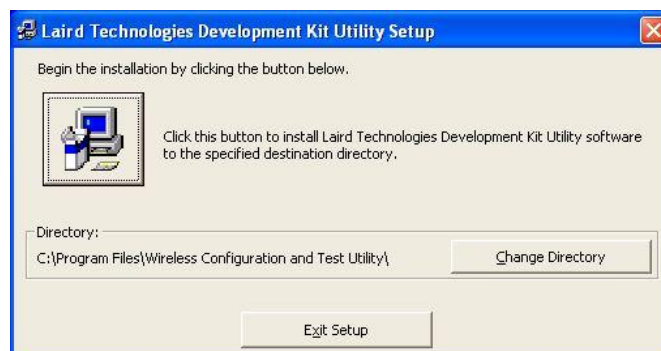 Laird Technologies Development Kit Utility Setup
Begin the installation by clicking the button below.
Click this button to install Laird Technologies Development Kit Utility software
to the specified destination directory.
Directory:
C:\Program Files\Wireless Configuration and Test Utility\
Change Directory
Exit Setup